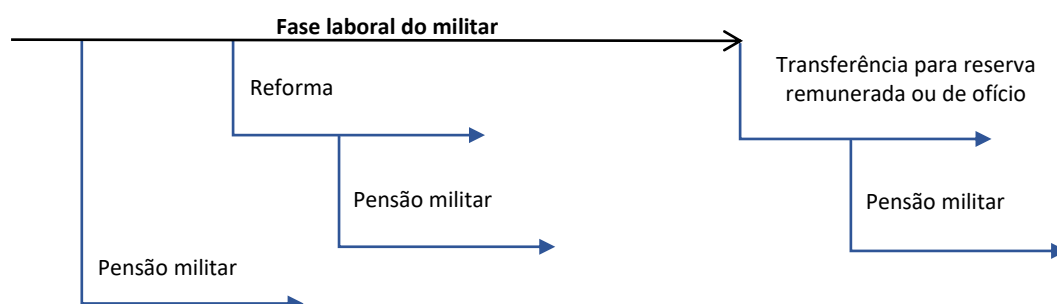 Fase laboral do militar
Reforma
Transferência para reserva
remunerada ou de ofício
Pensão militar
Pensão militar
Pensão militar